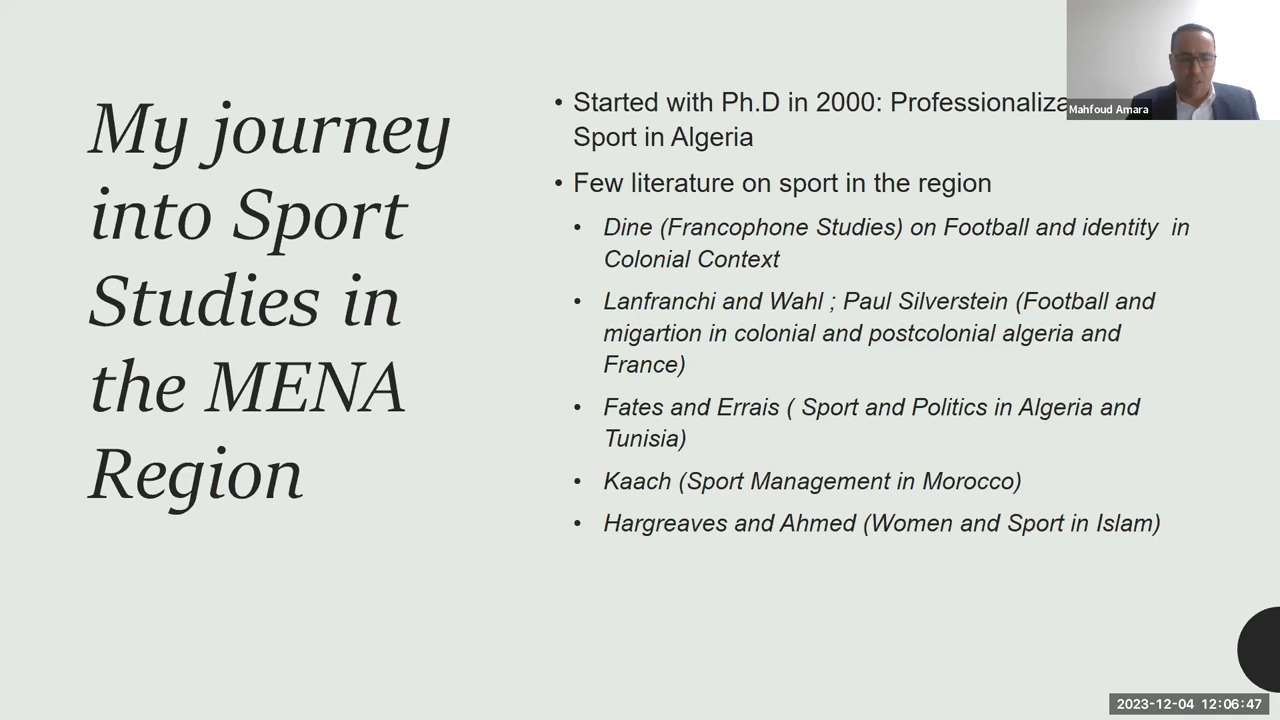 My journey
into Sport
Studies in
the MENA
Region
• Started with Ph.D in 2000: Professionaliza
Sport in Algeria
• Few literature on sport in the region
• Dine (Francophone Studies) on Football and identity in
Colonial Context
• Lanfranchi and Wahl ; Paul Silverstein (Football and
migartion in colonial and postcolonial algeria and
France)
• Fates and Errais ( Sport and Politics in Algeria and
Tunisia)
• Kaach (Sport Management in Morocco)
• Hargreaves and Ahmed (Women and Sport in Islam)
Mahfoud Amara
2023-12-04 12:06:47